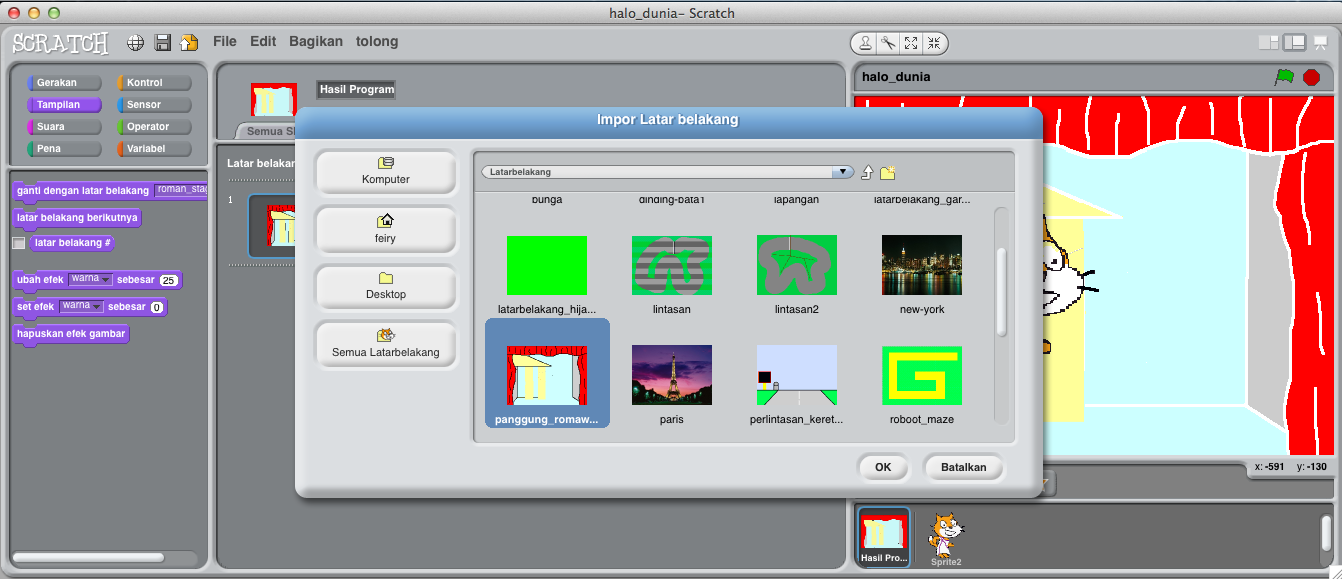 halo_dunia– Scratch
SCRATCH
File Edit Bagikan tolong
Gerakan Kontrol
Tampilan Sensor
Suara Operator
Pena Variabel
ganti dengan latar belakang roman_stag
latar belakang berikutnya
latar belakang #
ubah efek warna sebesar 25
set efek warna sebesar 0
hapuskan efek gambar
Hasil Program
Semua
Latar belakang
1
Impor Latar belakang
Komputer
feiry
Desktop
Semua Latarbelakang
Latarbelakang
bunga dinding-bata1 lapangan latarbelakang_gar...
latarbelakang_hija... lintasan lintasan2 new-york
panggung_romaw... paris perlintasan_keret... roboot_maze
OK Batalkan
halo_dunia
x: -591 y: -130
Hasil Pro... Sprite2